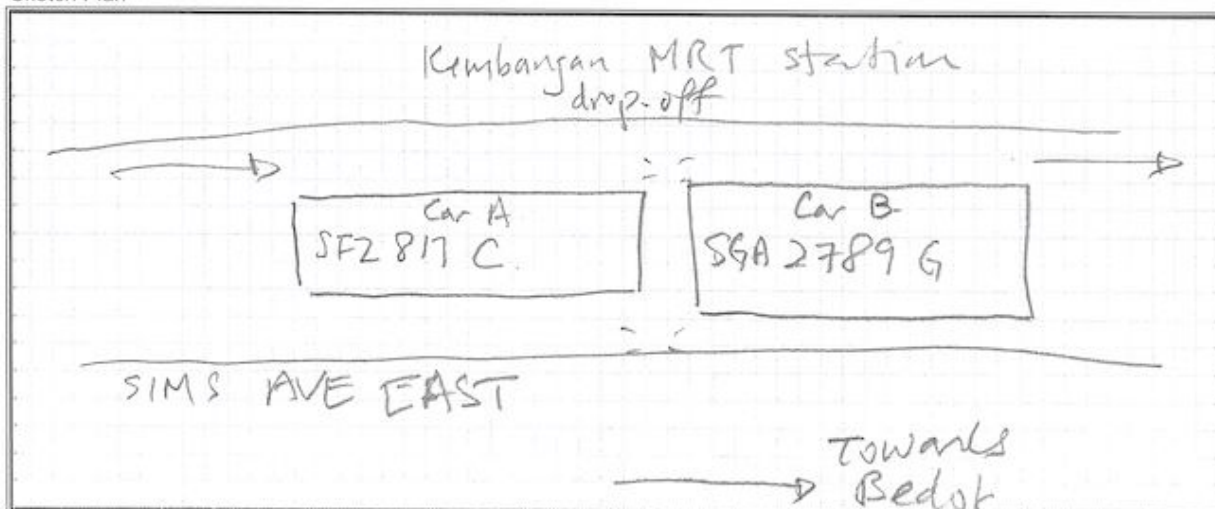 Kembangan MRT station
drop-off
Car A
SFZ 817 C
Car B
SGA 2789 G
SIMS AVE EAST
Towards
Bedok